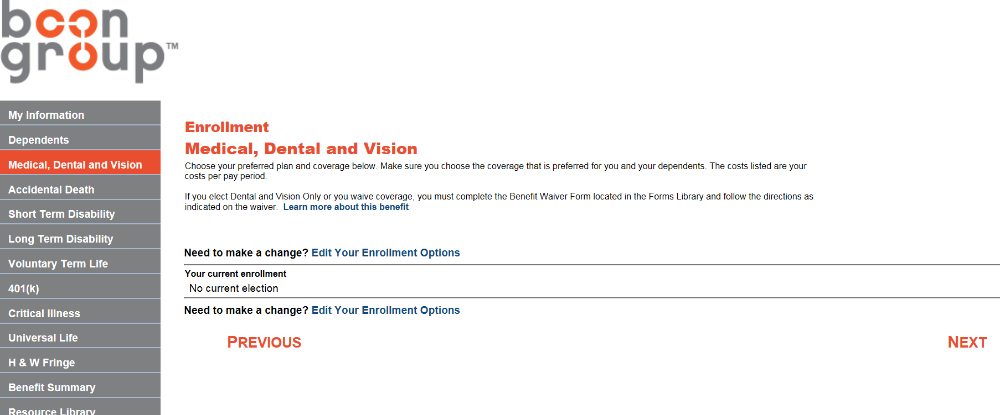 boon
group™
My Information
Dependents
Medical, Dental and Vision
Accidental Death
Short Term Disability
Long Term Disability
Voluntary Term Life
401(k)
Critical Illness
Universal Life
H & W Fringe
Benefit Summary
Resource Library
Enrollment
Medical, Dental and Vision
Choose your preferred plan and coverage below. Make sure you choose the coverage that is preferred for you and your dependents. The costs listed are your
costs per pay period.
If you elect Dental and Vision Only or you waive coverage, you must complete the Benefit Waiver Form located in the Forms Library and follow the directions as
indicated on the waiver. Learn more about this benefit
Need to make a change? Edit Your Enrollment Options
Your current enrollment
No current election
Need to make a change? Edit Your Enrollment Options
PREVIOUS
NEXT